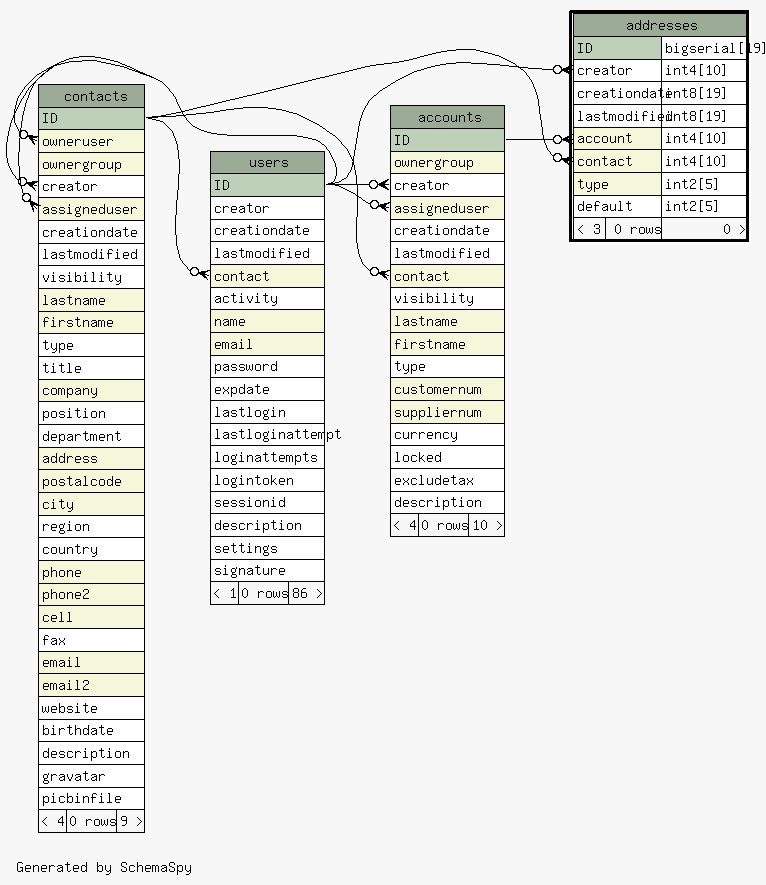 contacts
ID
owneruser
ownergroup
creator
assigneduser
creationdate
lastmodified
visibility
lastname
firstname
type
title
company
position
department
address
postalcode
city
region
country
phone
phone2
cell
fax
email
email2
website
birthdate
description
gravatar
picbinfile
< 4 0 rows 9 >
users
ID
creator
creationdate
lastmodified
contact
activity
name
email
password
expdate
lastlogin
lastloginattempt
loginattempts
logintoken
sessionid
description
settings
signature
< 1 0 rows 86 >
accounts
ID
ownergroup
creator
assigneduser
creationdate
lastmodified
contact
visibility
lastname
firstname
type
customernum
suppliernum
currency
locked
excludetax
description
< 4 0 rows 10 >
addresses
ID bigserial[19]
creator int4[10]
creationdate int8[19]
lastmodified int8[19]
account int4[10]
contact int4[10]
type int2[5]
default int2[5]
< 3 0 rows 0 >
Generated by SchemaSpy